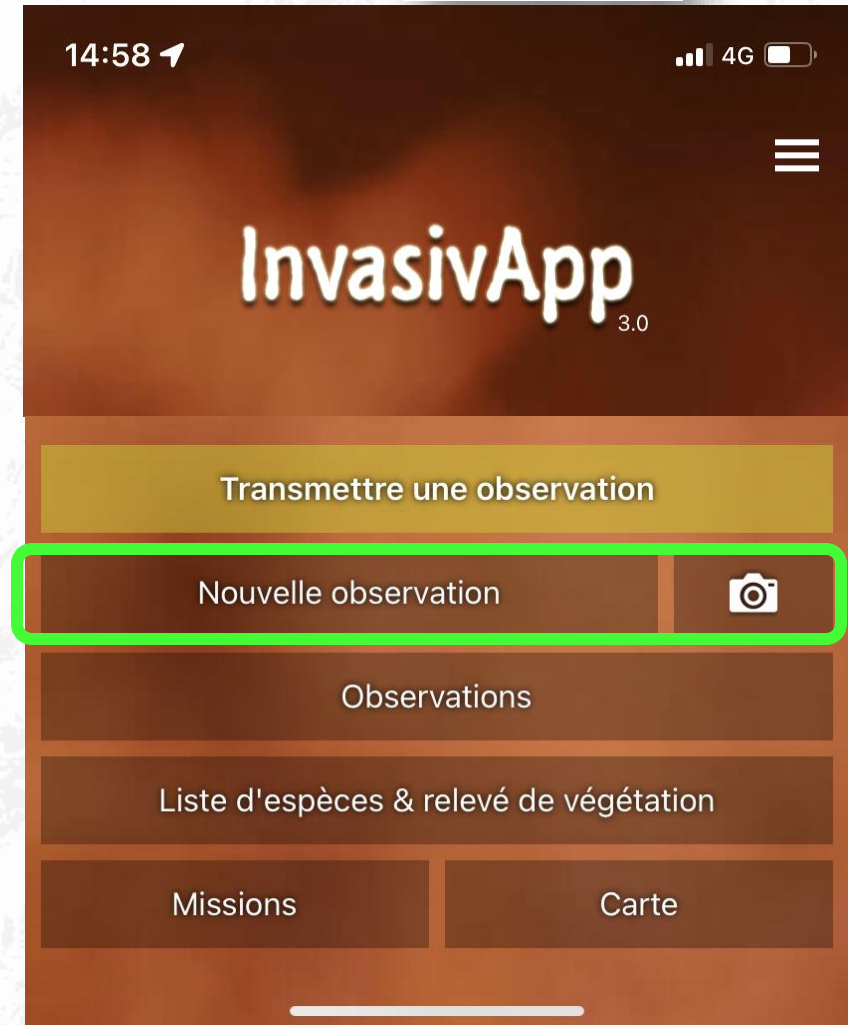 14:58
4G
InvasivApp
3.0
Transmettre une observation
Nouvelle observation
Observations
Liste d'espèces & relevé de végétation
Missions
Carte